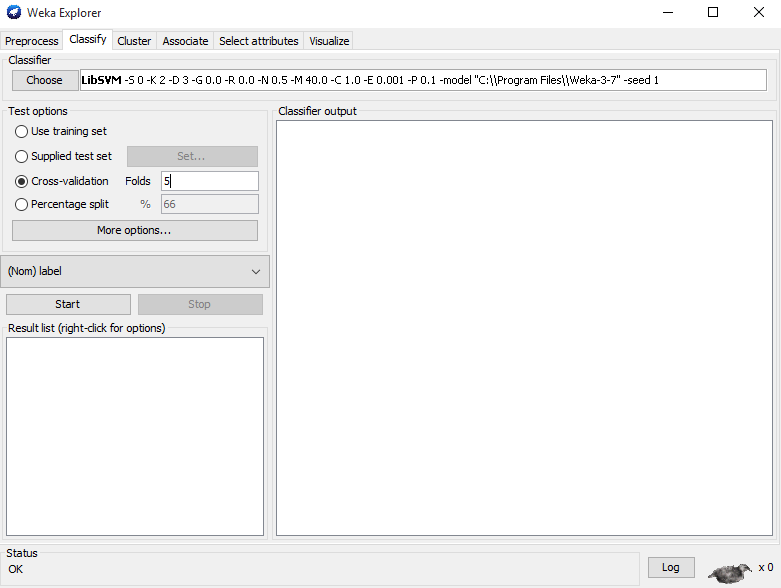 Weka Explorer
Preprocess Classify Cluster Associate Select attributes Visualize
Classifier
Choose LibSVM -S 0 -K 2 -D 3 -G 0.0 -R 0.0 -N 0.5 -M 40.0 -C 1.0 -E 0.001 -P 0.1 -model "C:\\Program Files\\Weka-3-7" -seed 1
Test options
Use training set
Supplied test set Set...
Cross-validation Folds 5
Percentage split % 66
More options...
(Nom) label
Start Stop
Result list (right-click for options)
Classifier output
Status
OK
Log x 0